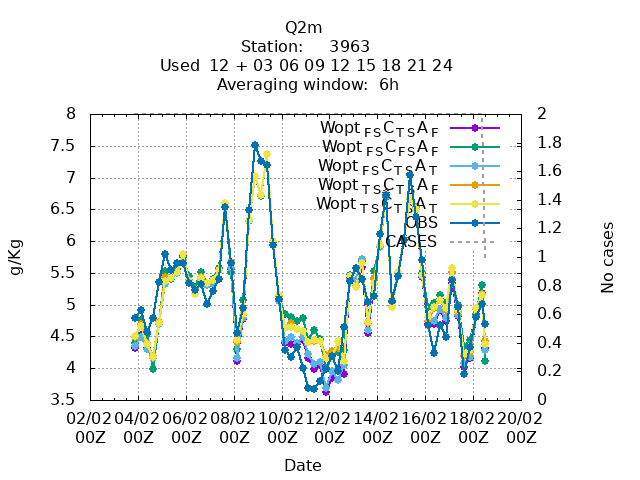 Q2m
Station: 3963
Used 12 + 03 06 09 12 15 18 21 24
Averaging window: 6h
8
7.5
7
6.5
6
5.5
5
4.5
4
3.5
g/Kg
2
1.8
1.6
1.4
1.2
1
0.8
0.6
0.4
0.2
0
No cases
Wopt FS C TS A F
Wopt FS C FS A F
Wopt FS C TS A T
Wopt TS C TS A F
Wopt TS C TS A T
OBS
CASES
02/02 04/02 06/02 08/02 10/02 12/02 14/02 16/02 18/02 20/02
00Z 00Z 00Z 00Z 00Z 00Z 00Z 00Z 00Z 00Z
Date